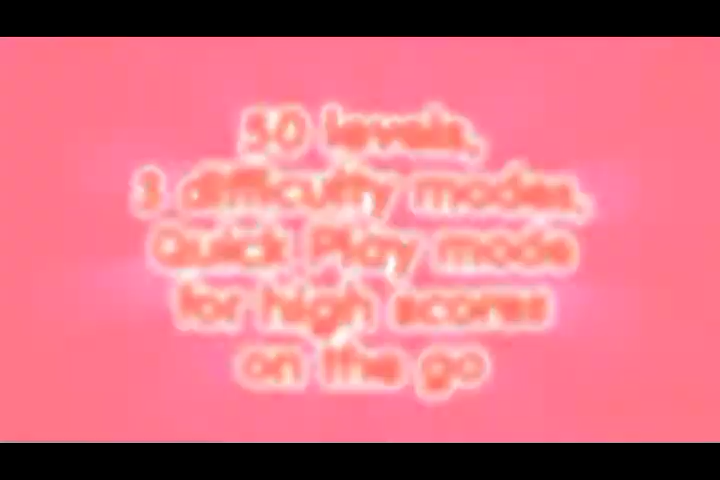 50 levels,
3 difficulty modes,
Quick Play mode
for high scores
on the go